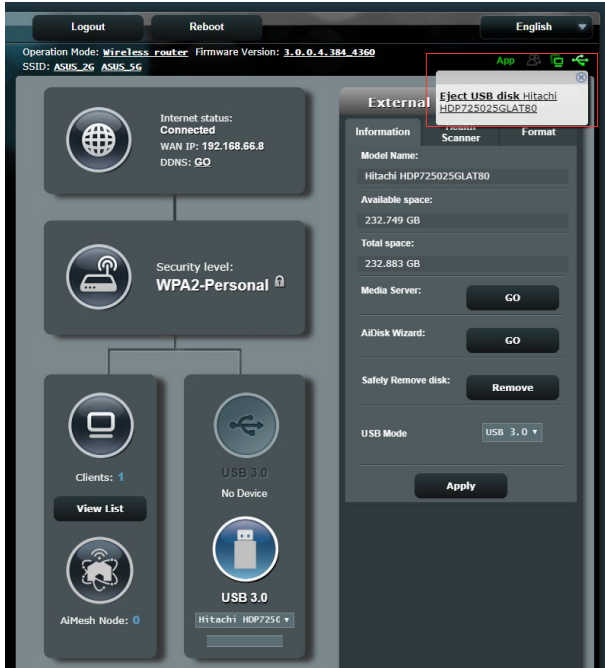 Logout
Reboot
English
Operation Mode: Wireless router Firmware Version: 3.0.0.4.384_4360
SSID: ASUS_2G ASUS_5G
App
Eject USB disk Hitachi
HDP725025GLAT80
Internet status:
Connected
WAN IP: 192.168.66.8
DDNS: GO
Security level:
WPA2-Personal
Clients: 1
View List
AiMesh Node: 0
USB 3.0
No Device
USB 3.0
Hitachi HDP725C
External
Information
Health
Scanner
Format
Model Name:
Hitachi HDP725025GLAT80
Available space:
232.749 GB
Total space:
232.883 GB
Media Server:
GO
AiDisk Wizard:
GO
Safely Remove disk:
Remove
USB Mode
USB 3.0
Apply